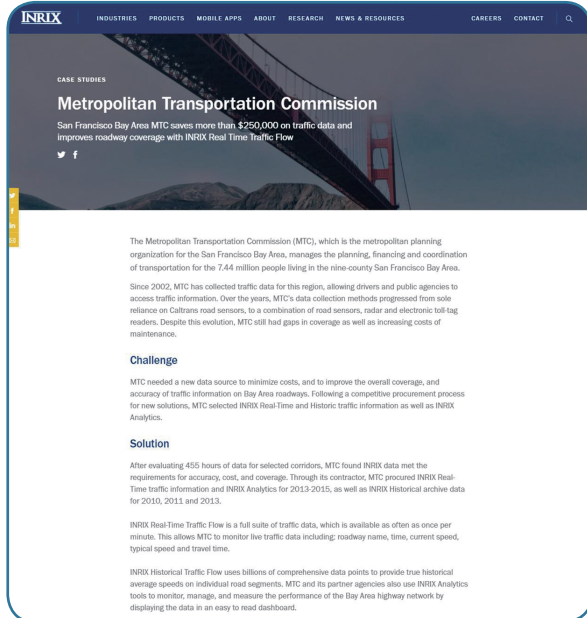 INRIX
INDUSTRIES PRODUCTS MOBILE APPS ABOUT RESEARCH NEWS & RESOURCES CAREERS CONTACT
CASE STUDIES
Metropolitan Transportation Commission
San Francisco Bay Area MTC saves more than $250,000 on traffic data and
improves roadway coverage with INRIX Real Time Traffic Flow
The Metropolitan Transportation Commission (MTC), which is the metropolitan planning
organization for the San Francisco Bay Area, manages the planning, financing and coordination
of transportation for the 7.44 million people living in the nine-county San Francisco Bay Area.
Since 2002, MTC has collected traffic data for this region, allowing drivers and public agencies to
access traffic information. Over the years, MTC's data collection methods progressed from sole
reliance on Caltrans road sensors, to a combination of road sensors, radar and electronic toll-tag
readers. Despite this evolution, MTC still had gaps in coverage as well as increasing costs of
maintenance.
Challenge
MTC needed a new data source to minimize costs, and to improve the overall coverage, and
accuracy of traffic information on Bay Area roadways. Following a competitive procurement process
for new solutions, MTC selected INRIX Real-Time and Historic traffic information as well as INRIX
Analytics.
Solution
After evaluating 455 hours of data for selected corridors, MTC found INRIX data met the
requirements for accuracy, cost, and coverage. Through its contractor, MTC procured INRIX Real-
Time traffic information and INRIX Analytics for 2013-2015, as well as INRIX Historical archive data
for 2010, 2011 and 2013.
INRIX Real-Time Traffic Flow is a full suite of traffic data, which is available as often as once per
minute. This allows MTC to monitor live traffic data including: roadway name, time, current speed,
typical speed and travel time.
INRIX Historical Traffic Flow uses billions of comprehensive data points to provide true historical
average speeds on individual road segments. MTC and its partner agencies also use INRIX Analytics
tools to monitor, manage, and measure the performance of the Bay Area highway network by
displaying the data in an easy to read dashboard.